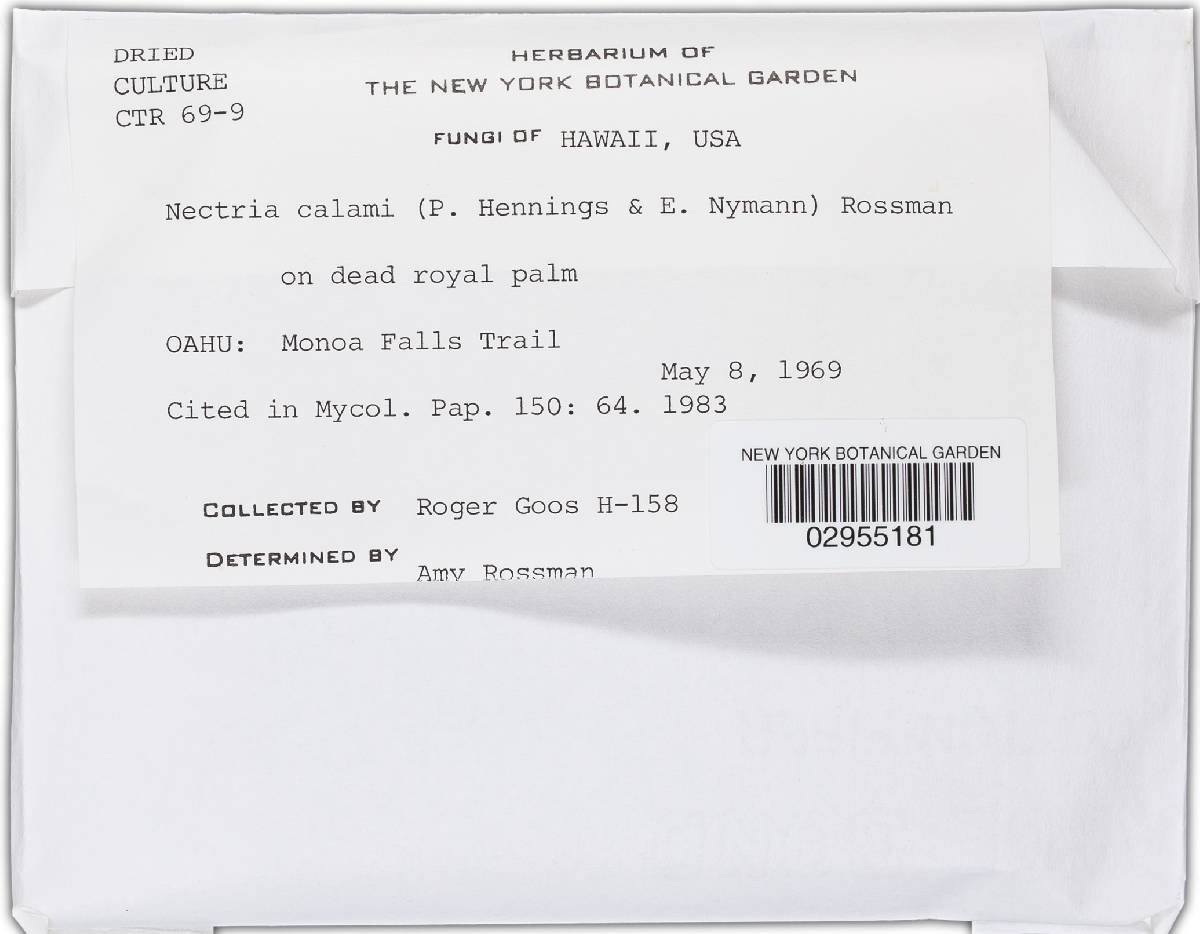 DRIED
CULTURE
CTR 69-9
HERBARIUM OF
THE NEW YORK BOTANICAL GARDEN
FUNGI OF HAWAII, USA
Nectria calami (P. Hennings & E. Nymann) Rossman
on dead royal palm
OAHU: Monoa Falls Trail
May 8, 1969
Cited in Mycol. Pap. 150: 64. 1983
NEW YORK BOTANICAL GARDEN
02955181
COLLECTED BY Roger Goos H-158
DETERMINED BY Amy Rossman